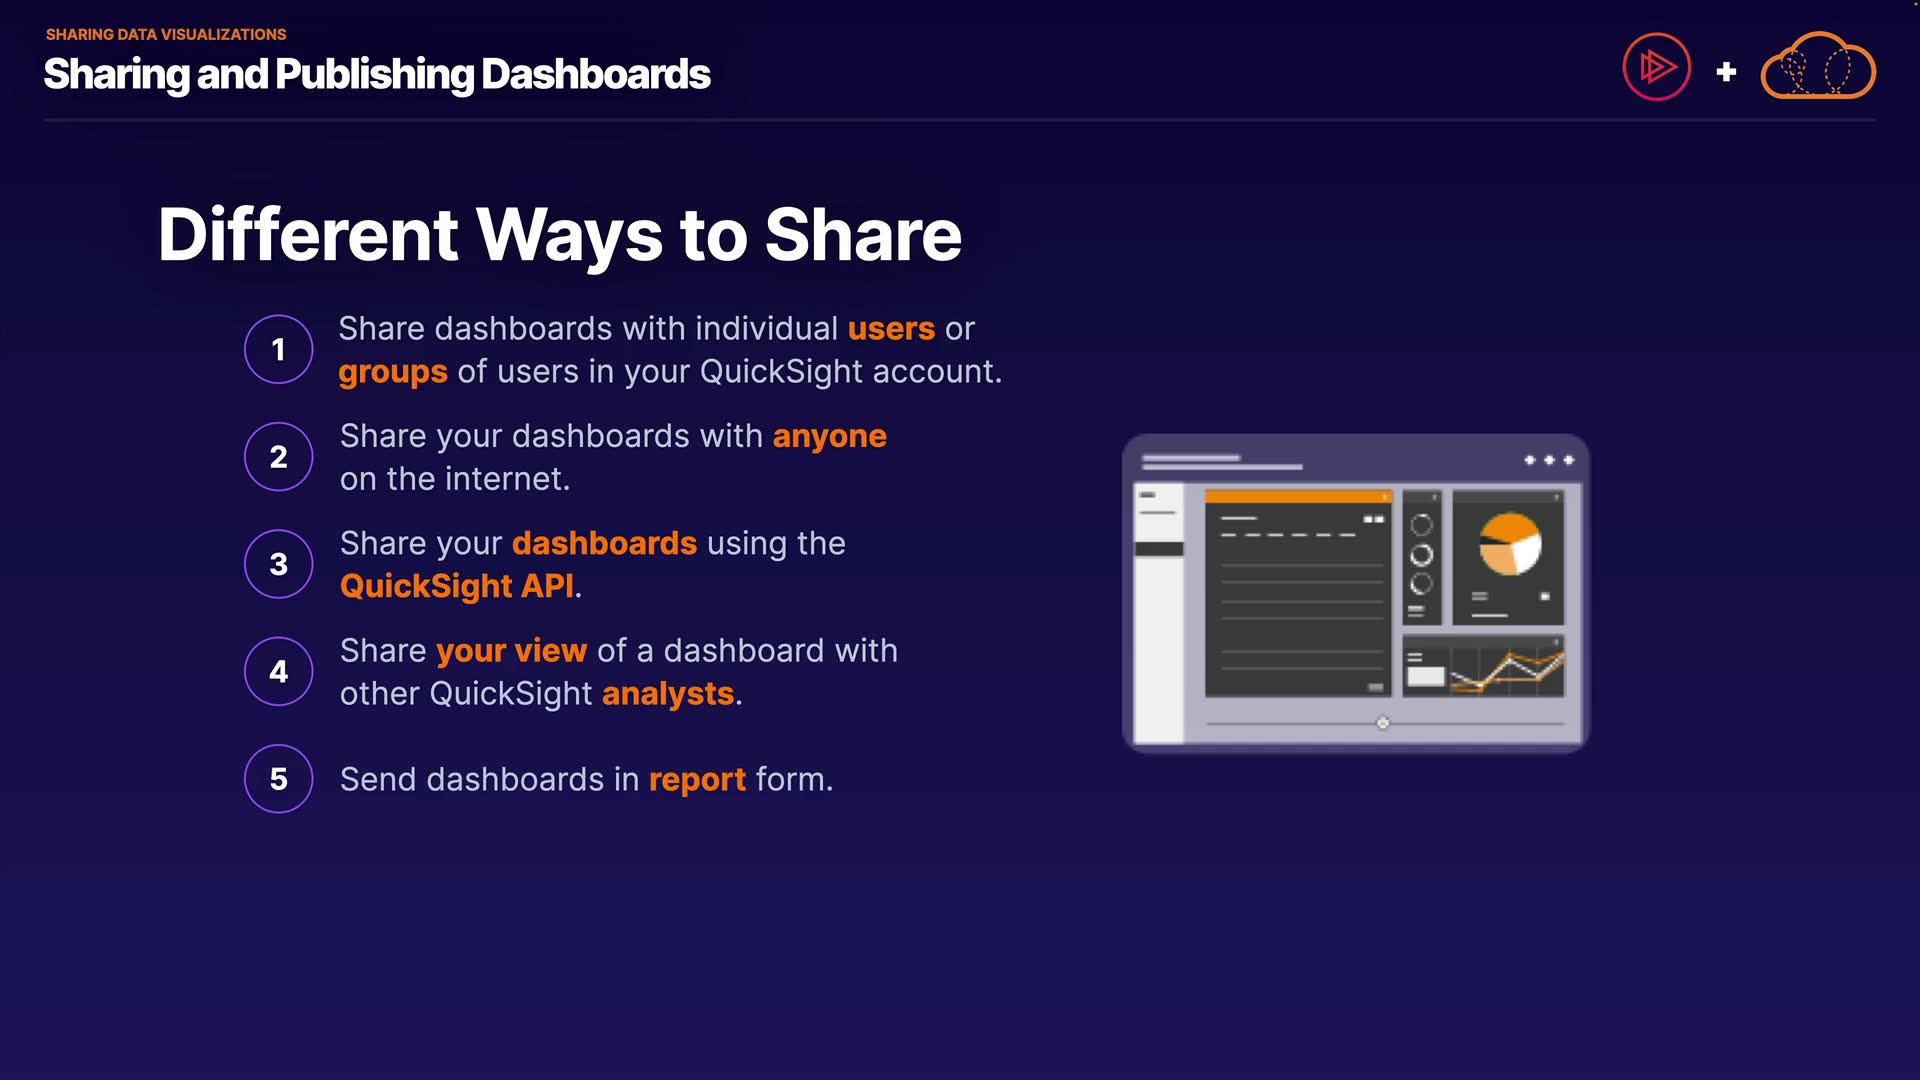 SHARING DATA VISUALIZATIONS
Sharing and Publishing Dashboards
Different Ways to Share
1
Share dashboards with individual users or
groups of users in your QuickSight account.
2
Share your dashboards with anyone
on the internet.
3
Share your dashboards using the
QuickSight API.
4
Share your view of a dashboard with
other QuickSight analysts.
5
Send dashboards in report form.